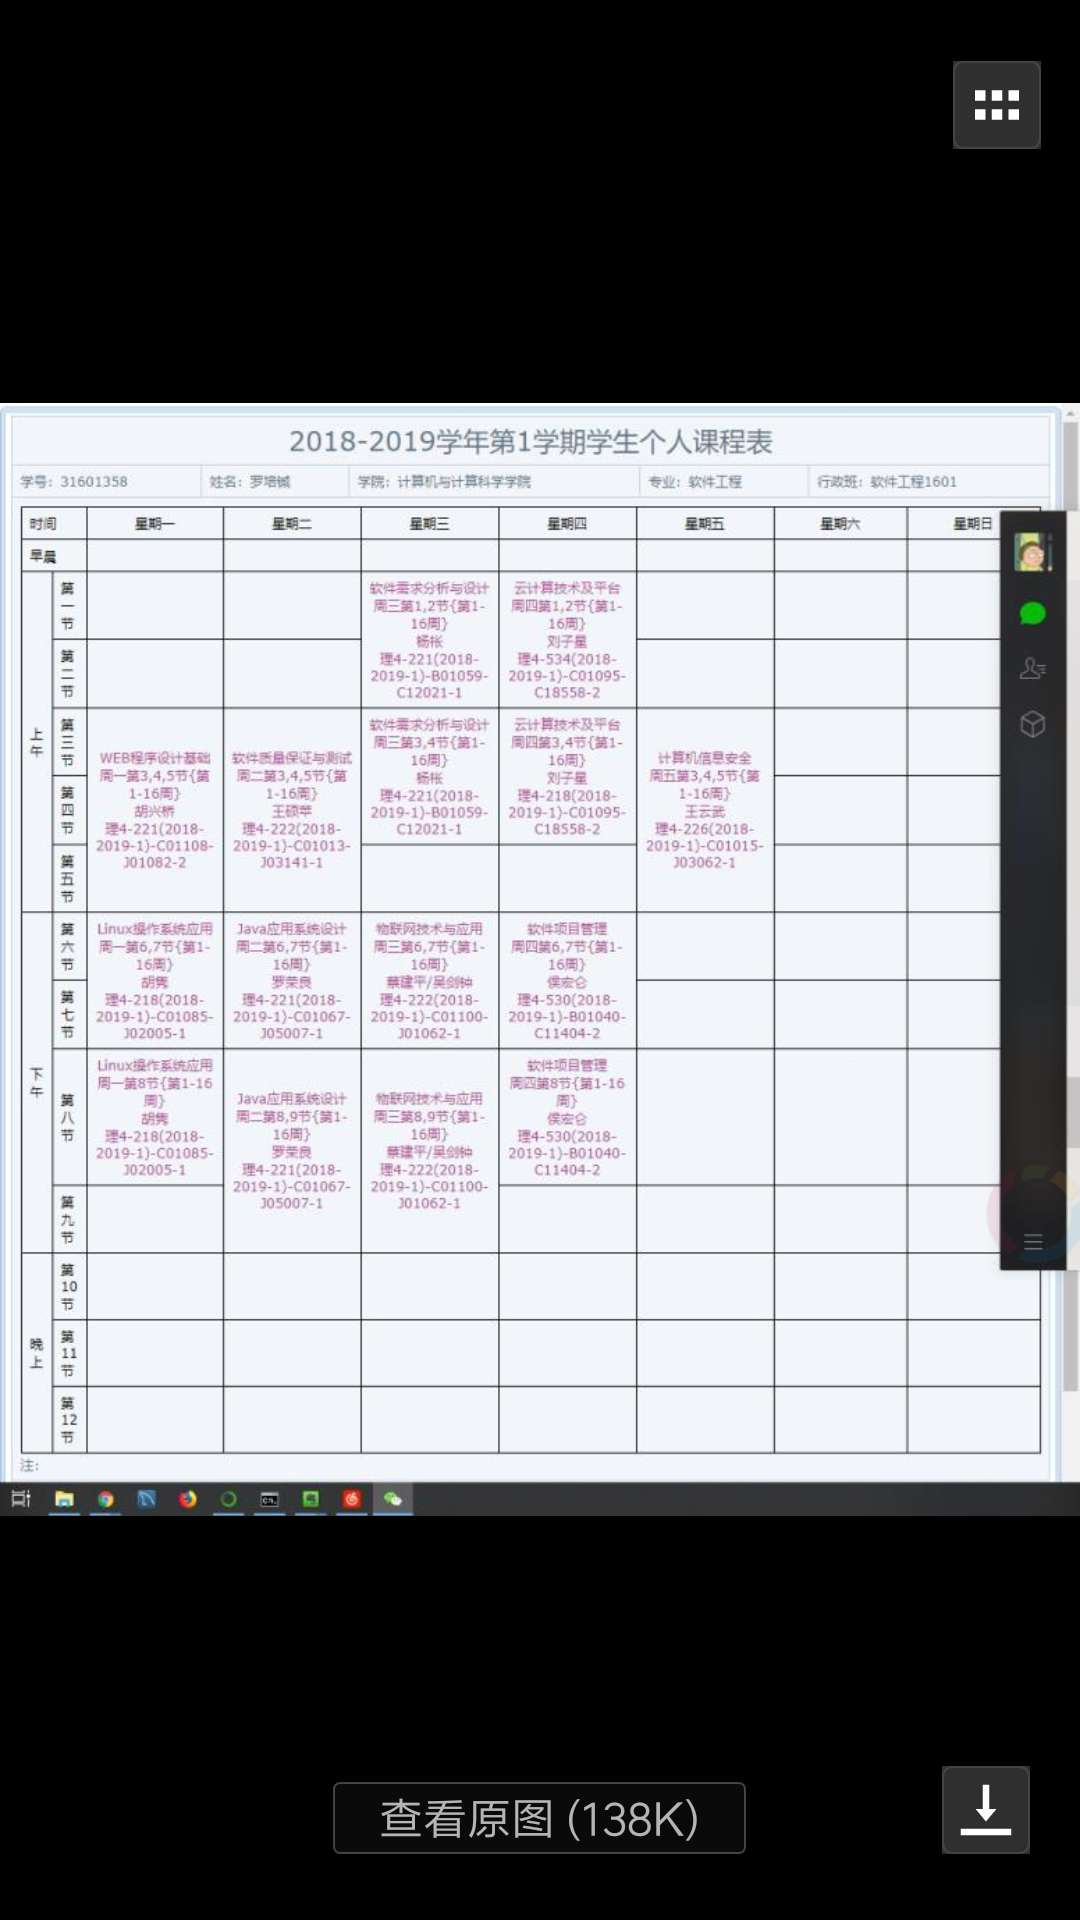 2018-2019学年第1学期学生个人课程表
学号：31601358 姓名：罗培铖 学院：计算机与计算科学学院 专业：软件工程 行政班：软件工程1601
时间 星期一 星期二 星期三 星期四 星期五 星期六 星期日
早晨
上午
第一节
软件需求分析与设计
周三第1,2节{第1-
16周}
杨枨
理4-221(2018-
2019-1)-B01059-
C12021-1
云计算技术及平台
周四第1,2节{第1-
16周}
刘子星
理4-534(2018-
2019-1)-C01095-
C18558-2
第二节
第三节
WEB程序设计基础
周一第3,4,5节{第
1-16周}
胡兴桥
理4-221(2018-
2019-1)-C01108-
J01082-2
软件质量保证与测试
周二第3,4,5节{第
1-16周}
王硕苹
理4-222(2018-
2019-1)-C01013-
J03141-1
软件需求分析与设计
周三第3,4节{第1-
16周}
杨枨
理4-221(2018-
2019-1)-B01059-
C12021-1
云计算技术及平台
周四第3,4节{第1-
16周}
刘子星
理4-218(2018-
2019-1)-C01095-
C18558-2
计算机信息安全
周五第3,4,5节{第
1-16周}
王云武
理4-226(2018-
2019-1)-C01015-
J03062-1
第四节
第五节
下午
第六节
Linux操作系统应用
周一第6,7节{第1-
16周}
胡隽
理4-218(2018-
2019-1)-C01085-
J02005-1
Java应用系统设计
周二第6,7节{第1-
16周}
罗荣良
理4-221(2018-
2019-1)-C01067-
J05007-1
物联网技术与应用
周三第6,7节{第1-
16周}
蔡建平/吴剑钟
理4-222(2018-
2019-1)-C01100-
J01062-1
软件项目管理
周四第6,7节{第1-
16周}
侯宏仑
理4-530(2018-
2019-1)-B01040-
C11404-2
第七节
第八节
Linux操作系统应用
周一第8节{第1-16
周}
胡隽
理4-218(2018-
2019-1)-C01085-
J02005-1
Java应用系统设计
周二第8,9节{第1-
16周}
罗荣良
理4-221(2018-
2019-1)-C01067-
J05007-1
物联网技术与应用
周三第8,9节{第1-
16周}
蔡建平/吴剑钟
理4-222(2018-
2019-1)-C01100-
J01062-1
软件项目管理
周四第8节{第1-16
周}
侯宏仑
理4-530(2018-
2019-1)-B01040-
C11404-2
第九节
晚上
第10节
第11节
第12节
注:
查看原图 (138K)